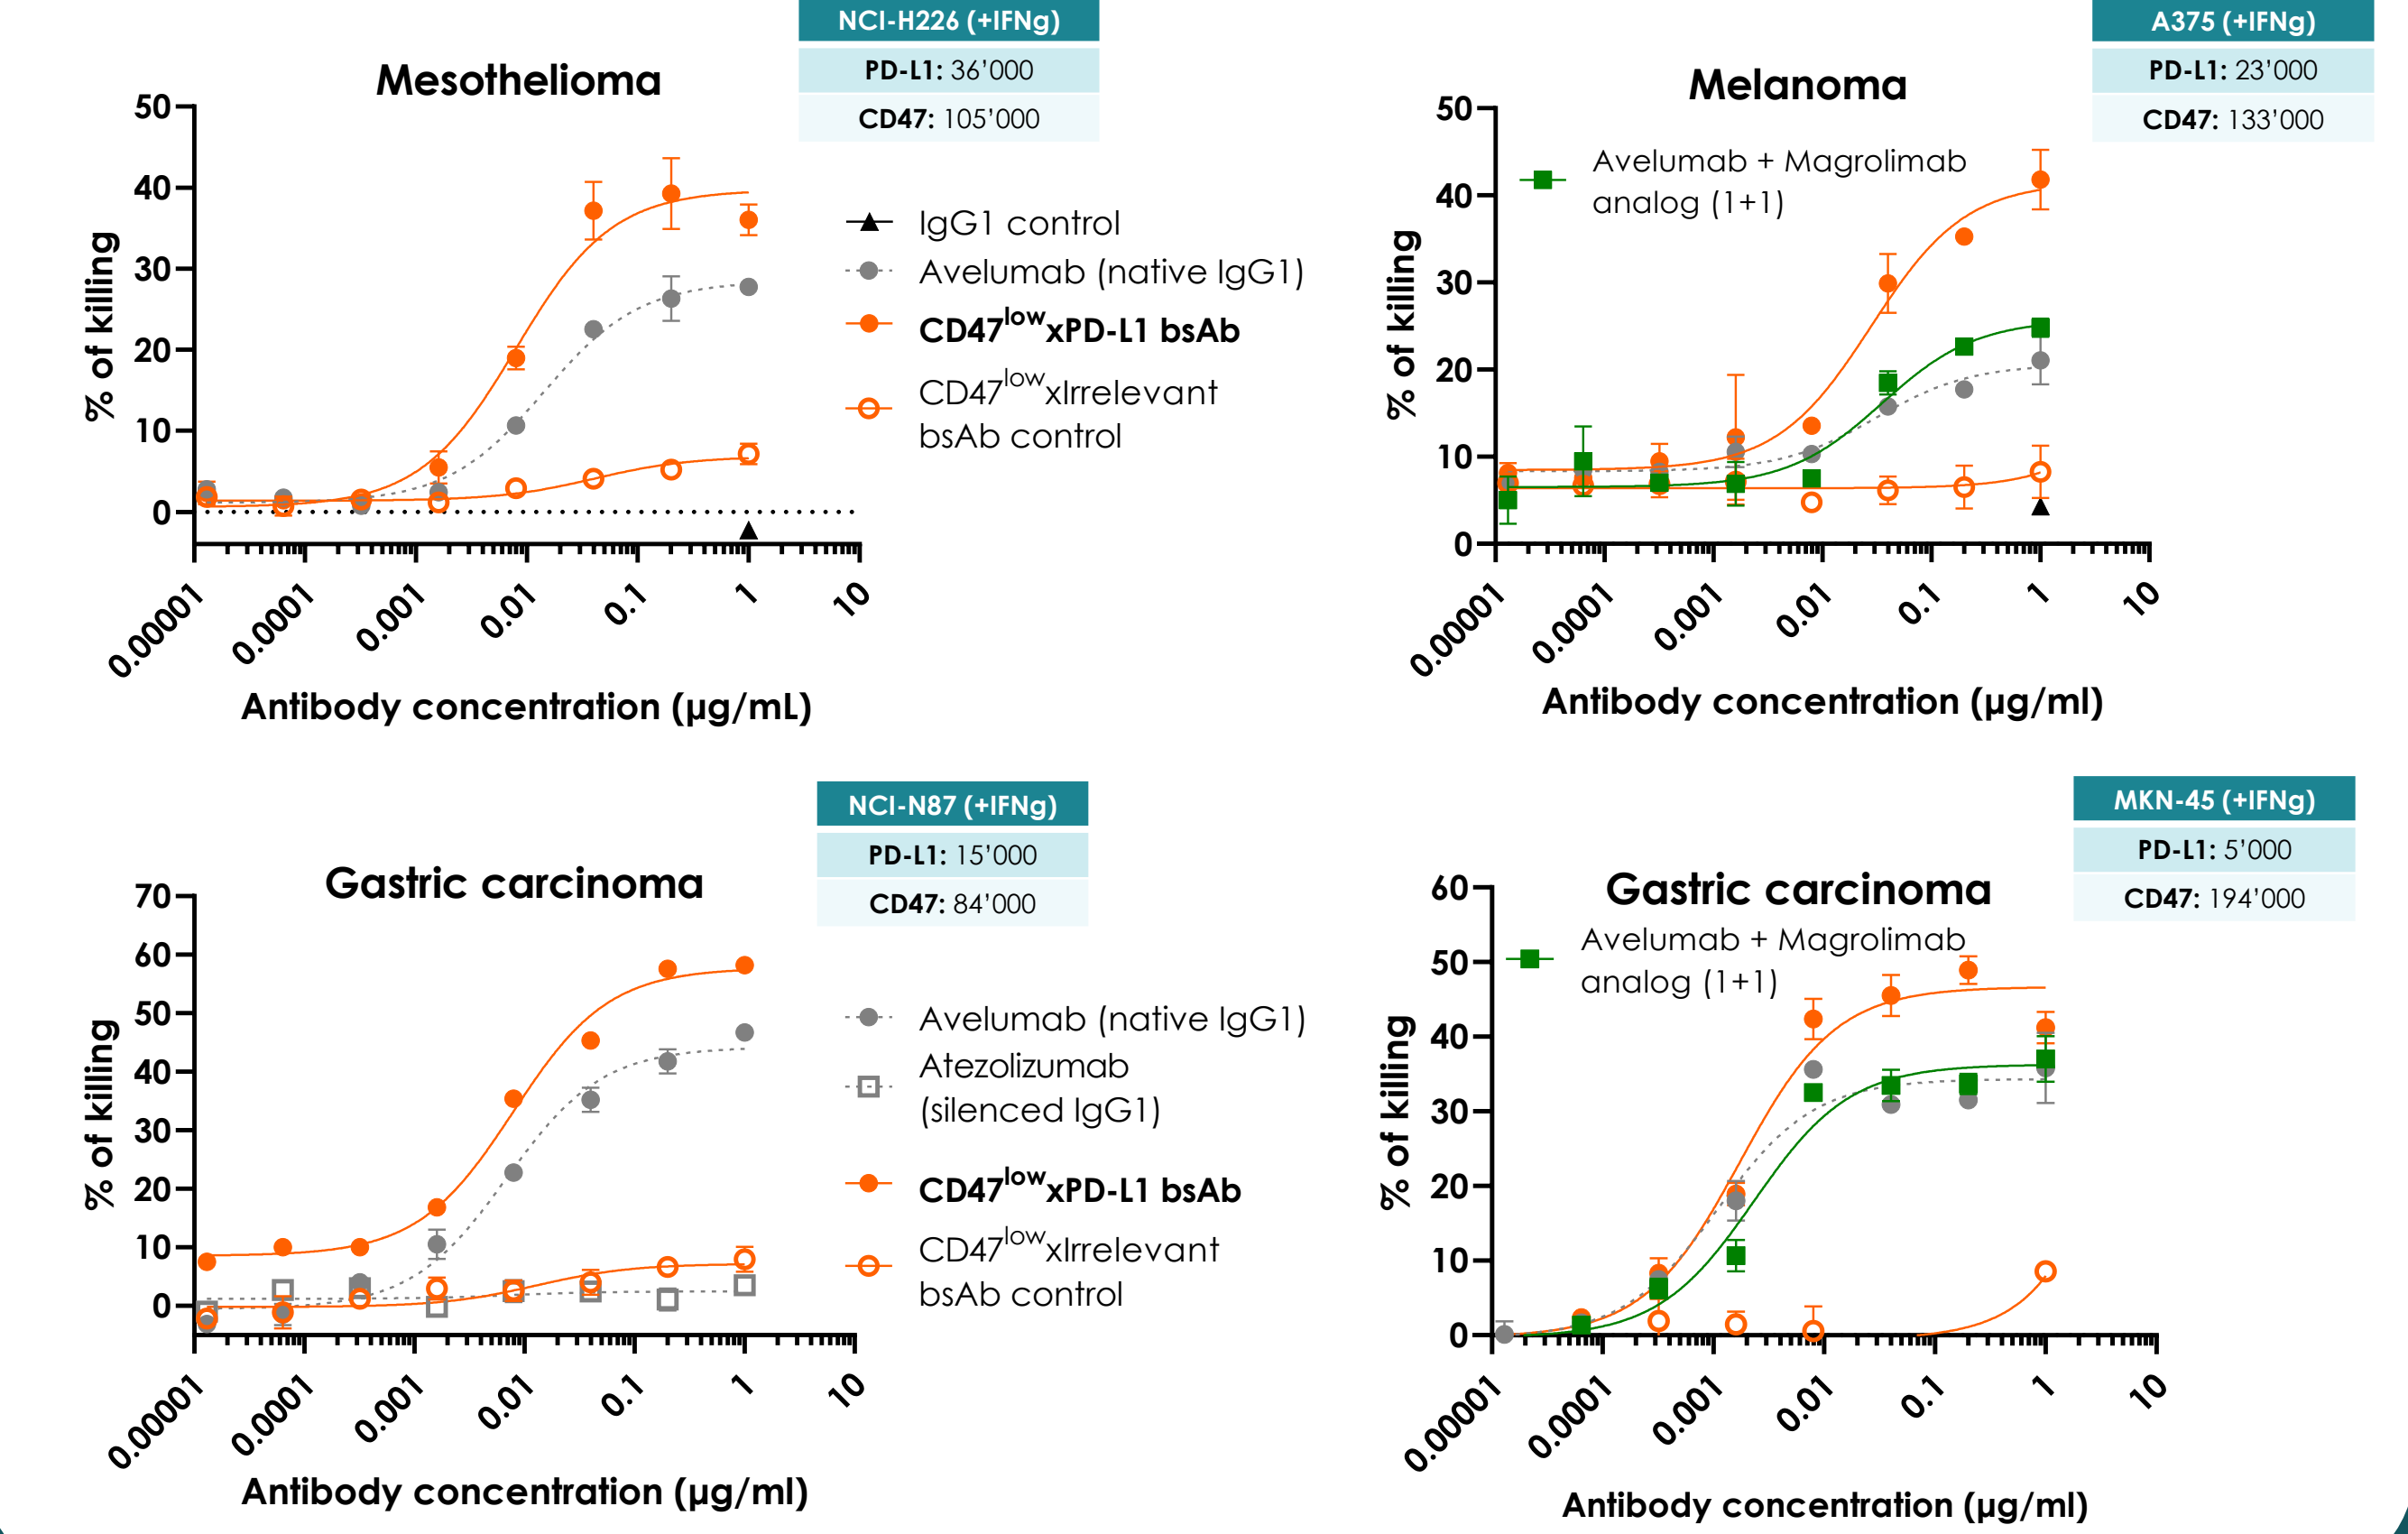 NCI-H226 (+IFNg)
PD-L1: 36’000
CD47: 105’000
Mesothelioma
% of killing
50
40
30
20
10
0
0.00001
0.0001
0.001
0.01
0.1
1
10
Antibody concentration (µg/mL)
IgG1 control
Avelumab (native IgG1)
CD47lowxPD-L1 bsAb
CD47lowxIrrelevant
bsAb control
A375 (+IFNg)
PD-L1: 23’000
CD47: 133’000
Melanoma
Avelumab + Magrolimab
analog (1+1)
% of killing
50
40
30
20
10
0
0.00001
0.0001
0.001
0.01
0.1
1
10
Antibody concentration (µg/ml)
NCI-N87 (+IFNg)
PD-L1: 15’000
CD47: 84’000
Gastric carcinoma
% of killing
70
60
50
40
30
20
10
0
0.00001
0.0001
0.001
0.01
0.1
1
10
Antibody concentration (µg/ml)
Avelumab (native IgG1)
Atezolizumab
(silenced IgG1)
CD47lowxPD-L1 bsAb
CD47lowxIrrelevant
bsAb control
MKN-45 (+IFNg)
PD-L1: 5’000
CD47: 194’000
Gastric carcinoma
Avelumab + Magrolimab
analog (1+1)
% of killing
60
50
40
30
20
10
0
0.00001
0.0001
0.001
0.01
0.1
1
10
Antibody concentration (µg/ml)